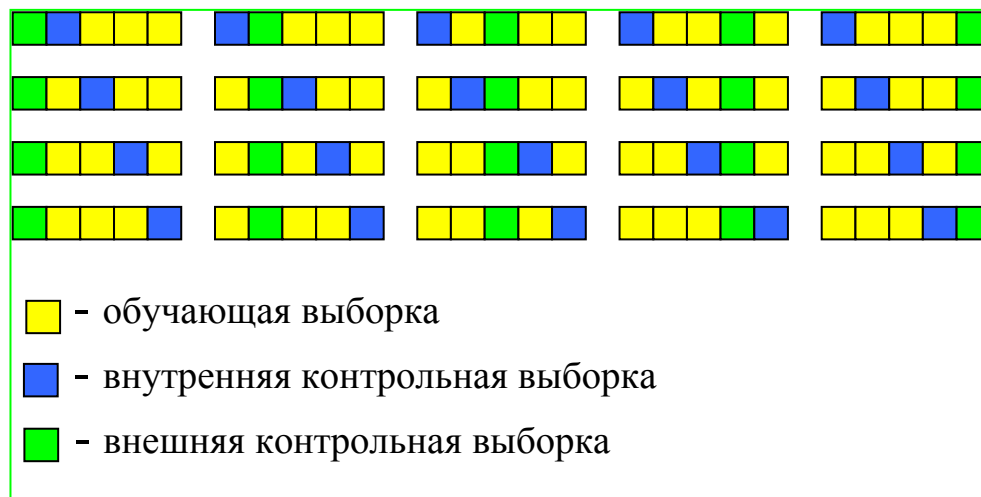 - обучающая выборка
- внутренняя контрольная выборка
- внешняя контрольная выборка